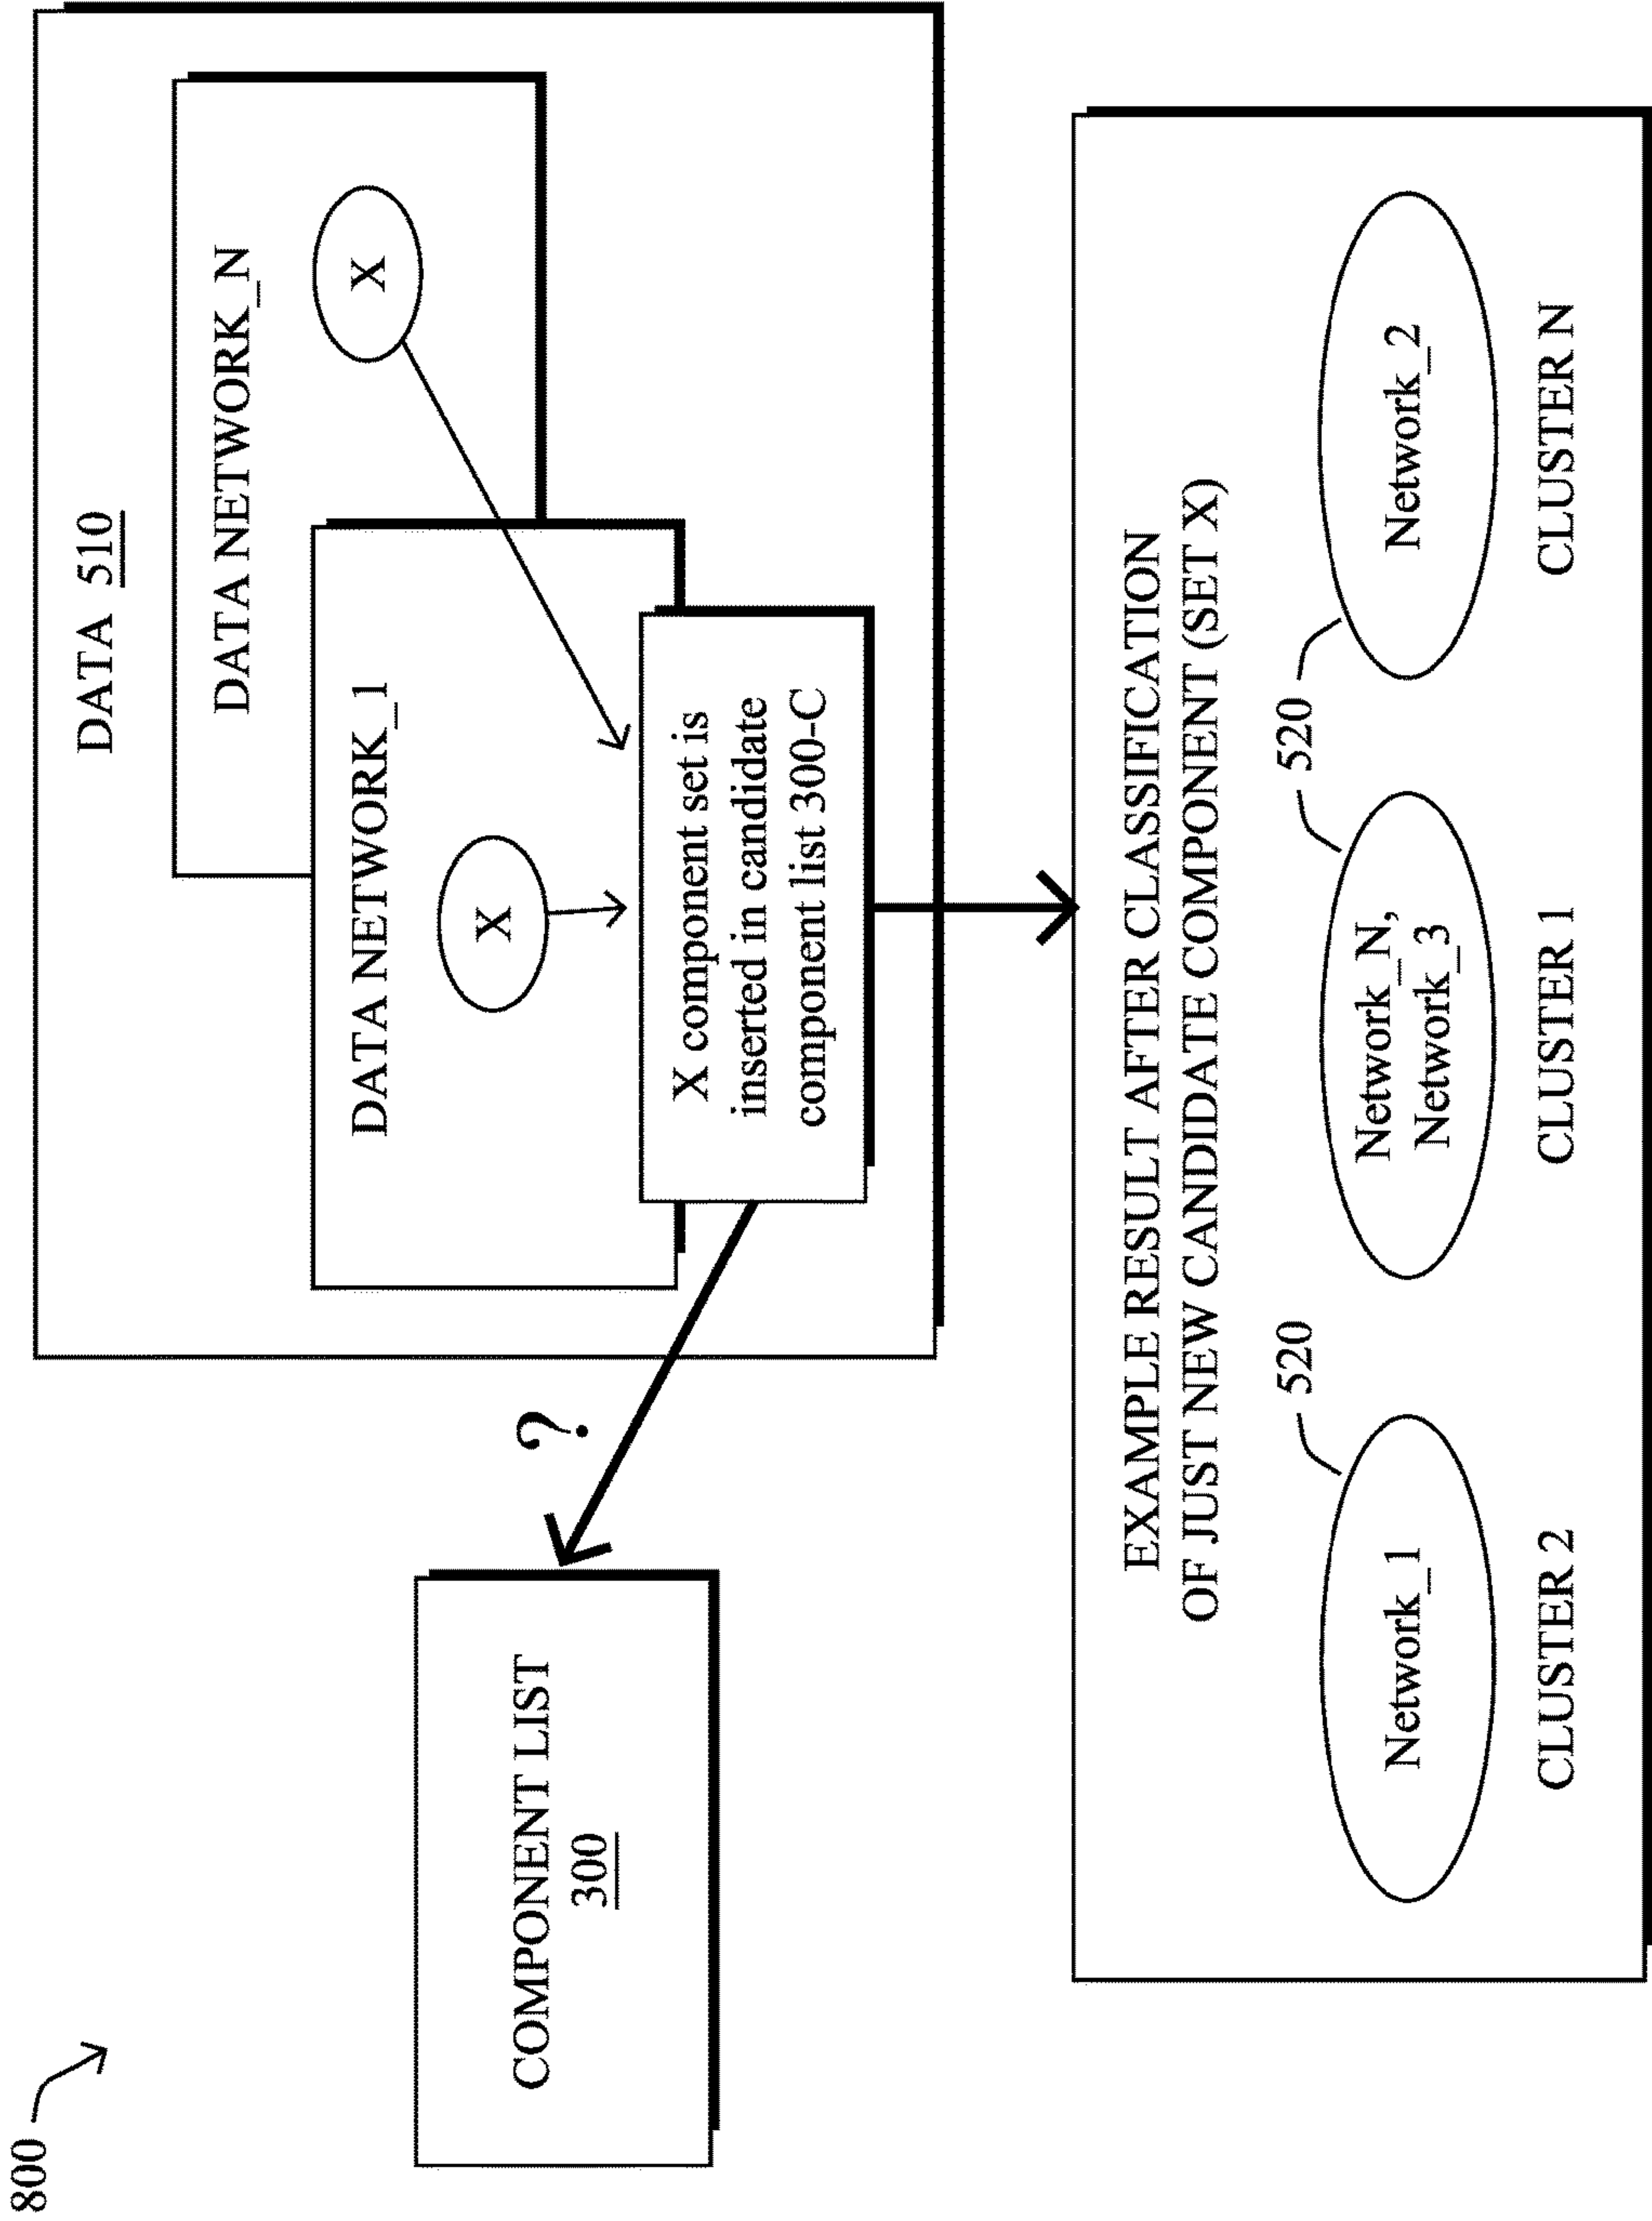 800
DATA 510
DATA NETWORK_N
X
DATA NETWORK_1
X
X component set is
inserted in candidate
component list 300-C
?
COMPONENT LIST
300
EXAMPLE RESULT AFTER CLASSIFICATION
OF JUST NEW CANDIDATE COMPONENT (SET X)
520
520
Network_1
Network_N,
Network_3
Network_2
CLUSTER 2
CLUSTER 1
CLUSTER N